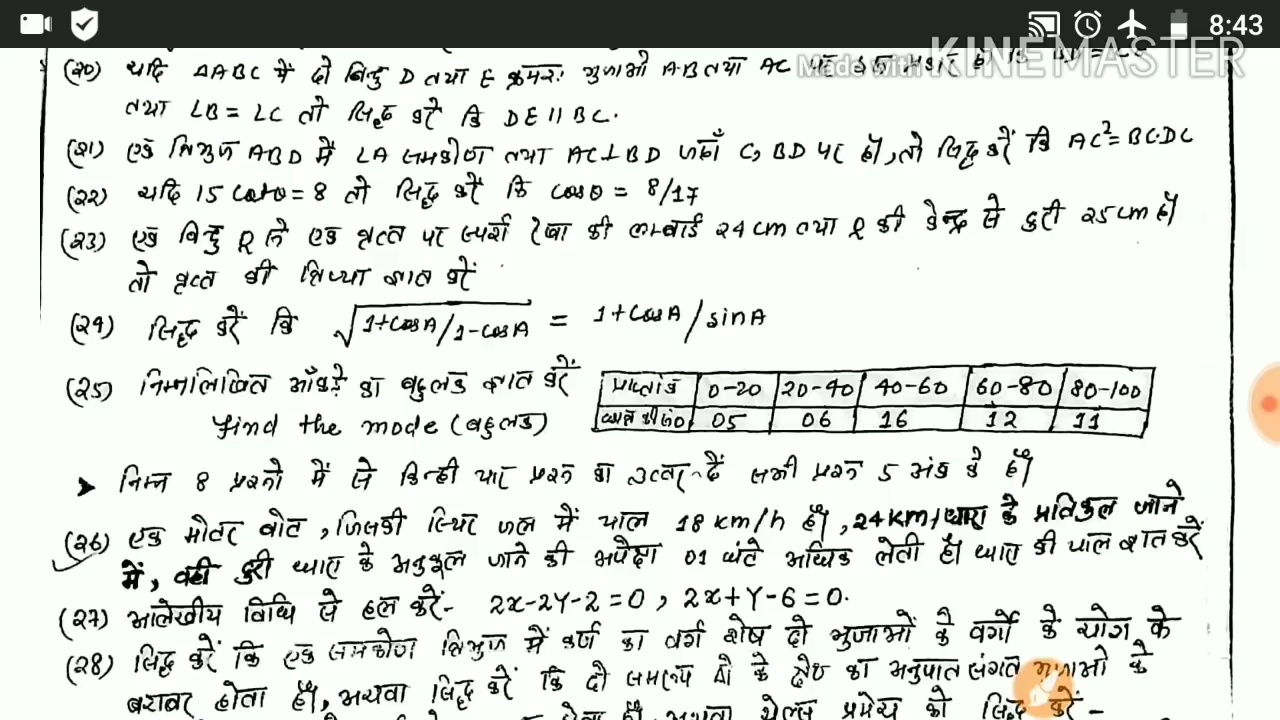 8:43
Made with KINEMASTER
(20) यदि ΔABC में दो बिन्दु D तथा E क्रमशः भुजाओ AB तथा AC पर
तथा ∠B = ∠C तो सिद्ध करें कि DE || BC.
(21) एक त्रिभुज ABD में ∠A समकोण तथा AC⊥BD जहाँ C, BD पर है, तो सिद्ध करें कि AC²= BC.DC
(22) यदि 15 cotθ = 8 तो सिद्ध करें कि cosθ = 8/17
(23) एक बिन्दु Q से एक वृत्त पर स्पर्श रेखा की लम्बाई 24 cm तथा Q की केन्द्र से दुरी 25 cm है
तो वृत्त की त्रिज्या ज्ञात करें
(24) सिद्ध करें कि √1+cosA/1-cosA = 1+cosA/sinA
(25) निम्नलिखित आँकड़े का बहुलक ज्ञात करें
प्राप्तांक 0-20 20-40 40-60 60-80 80-100
find the mode (बहुलक)
05 06 16 12 11
➤ निम्न 8 प्रश्नो में से किन्ही चार प्रश्न का उत्तर दें सभी प्रश्न 5 अंक के है
(26) एक मोटर बोट, जिसकी स्थिर जल में चाल 18 km/h है, 24 KM धारा के प्रतिकुल जाने
में, वही दुरी धारा के अनुकूल जाने की अपेक्षा 01 घंटे अधिक लेती है। धारा की चाल ज्ञात करें
(27) आलेखीय विधि से हल करें- 2x-2y-2 = 0, 2x+y-6=0.
(28) सिद्ध करें कि एक समकोण त्रिभुज में कर्ण का वर्ग शेष दो भुजाओं के वर्गो के योग के
बराबर होता है, अथवा सिद्ध करें कि दो समरूप Δो के क्षेत्र का अनुपात संगत भुजाओ के
अथवा थेल्स प्रमेय को सिद्ध करें-